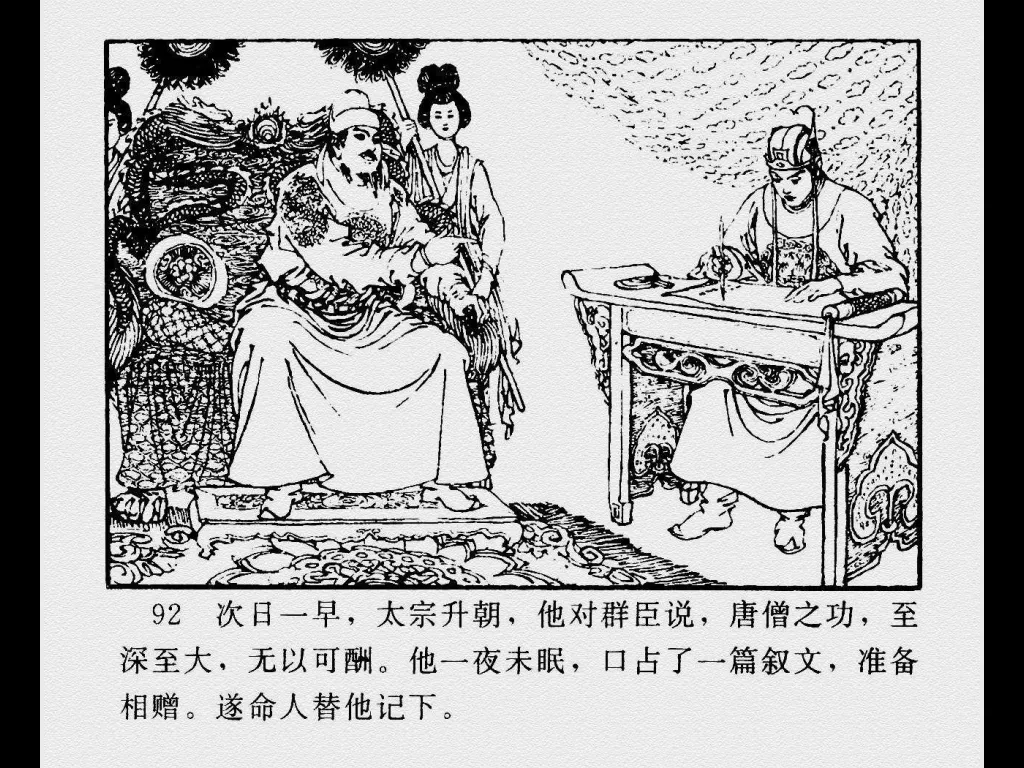 92 次日一早，太宗升朝，他对群臣说，唐僧之功，至
深至大，无以可酬。他一夜未眠，口占了一篇叙文，准备
相赠。遂命人替他记下。